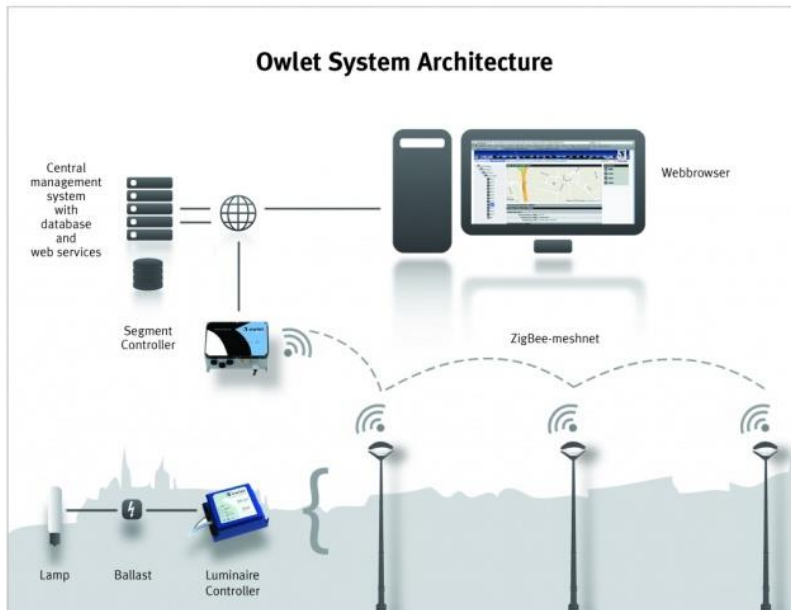 Owlet System Architecture
Central
management
system
with
database
and
web services
Webbrowser
Segment
Controller
ZigBee-meshnet
Lamp
Ballast
Luminaire
Controller